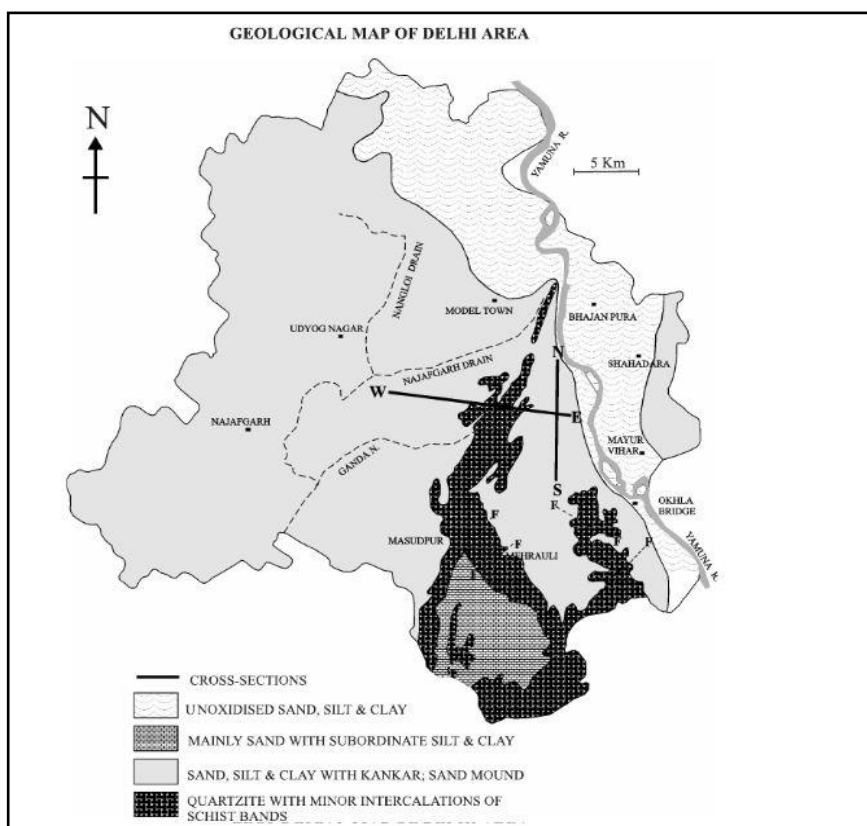 GEOLOGICAL MAP OF DELHI AREA
N
YAMUNA R.
5 Km
NANGLOI DRAIN
MODEL TOWN
BHAJAN PURA
UDYOG NAGAR
N
SHAHADARA
NAJAFGARH DRAIN
W
E
NAJAFGARH
MAYUR
VIHAR
GANDA N.
S
F
OKHLA
BRIDGE
F
MASUDPUR
F
F
F
MEHRAULI
YAMUNA R.
F
CROSS-SECTIONS
UNOXIDISED SAND, SILT & CLAY
MAINLY SAND WITH SUBORDINATE SILT & CLAY
SAND, SILT & CLAY WITH KANKAR; SAND MOUND
QUARTZITE WITH MINOR INTERCALATIONS OF
SCHIST BANDS